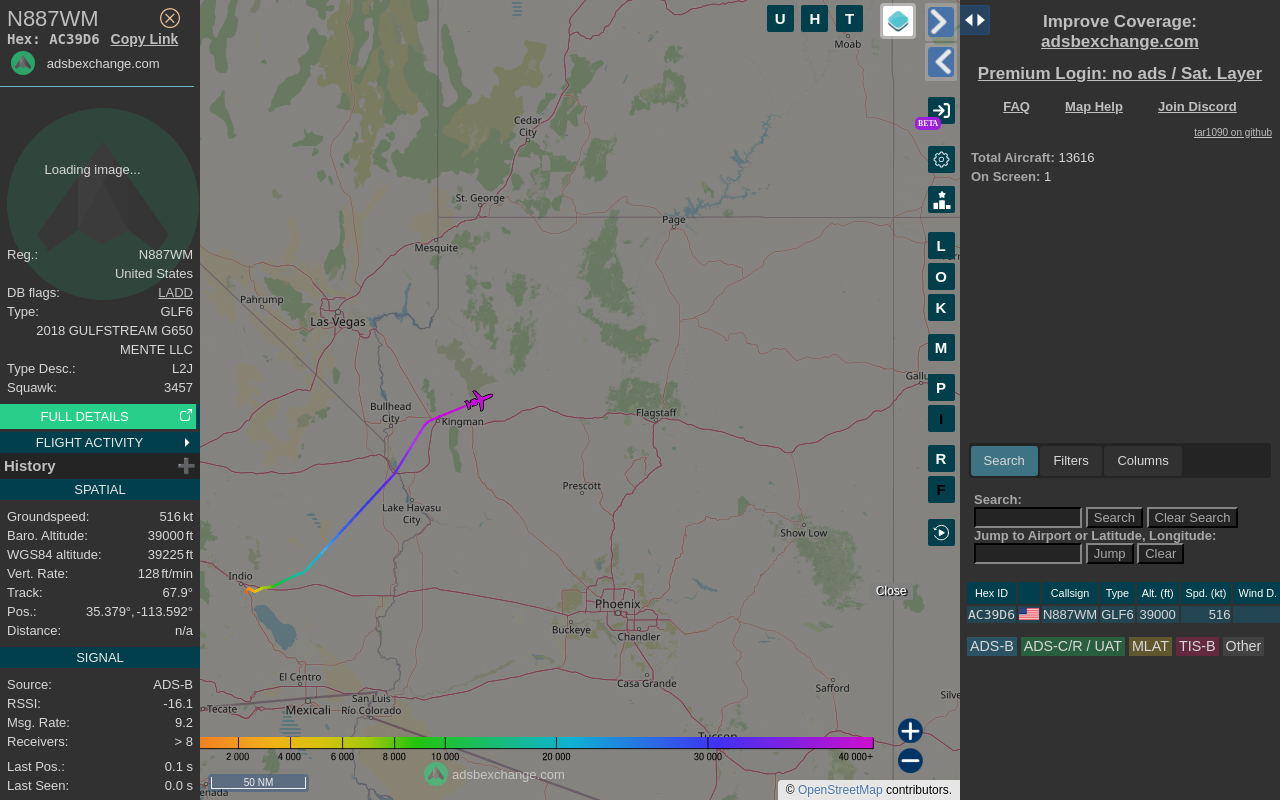 N887WM
Hex: AC39D6 Copy Link
adsbexchange.com
Loading image...
Reg.: N887WM
United States
DB flags: LADD
Type: GLF6
2018 GULFSTREAM G650
MENTE LLC
Type Desc.: L2J
Squawk: 3457
FULL DETAILS
FLIGHT ACTIVITY
History
SPATIAL
Groundspeed: 516 kt
Baro. Altitude: 39000 ft
WGS84 altitude: 39225 ft
Vert. Rate: 128 ft/min
Track: 67.9°
Pos.: 35.379°, -113.592°
Distance: n/a
SIGNAL
Source: ADS-B
RSSI: -16.1
Msg. Rate: 9.2
Receivers: > 8
Last Pos.: 0.1 s
Last Seen: 0.0 s
U H T
Moab
Cedar
City
St. George
Page
Mesquite
Pahrump
Las Vegas
Bullhead
City
Kingman
Flagstaff
Gallu
Prescott
Lake Havasu
City
Show Low
Indio
Close
Phoenix
Buckeye
Chandler
El Centro
Casa Grande
Safford
Silve
San Luis
Río Colorado
Tecate
Mexicali
Tucson
enada
BETA
L
O
K
M
P
I
R
F
2 000 4 000 6 000 8 000 10 000 20 000 30 000 40 000+
adsbexchange.com
50 NM
© OpenStreetMap contributors.
Improve Coverage:
adsbexchange.com
Premium Login: no ads / Sat. Layer
FAQ Map Help Join Discord
tar1090 on github
Total Aircraft: 13616
On Screen: 1
Search Filters Columns
Search:
Search Clear Search
Jump to Airport or Latitude, Longitude:
Jump Clear
Hex ID Callsign Type Alt. (ft) Spd. (kt) Wind D.
AC39D6 N887WM GLF6 39000 516
ADS-B ADS-C/R / UAT MLAT TIS-B Other